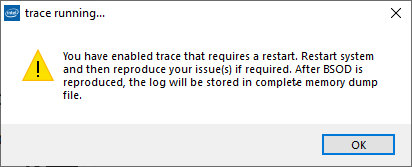 intel
trace running...
You have enabled trace that requires a restart. Restart system
and then reproduce your issue(s) if required. After BSOD is
reproduced, the log will be stored in complete memory dump
file.
OK